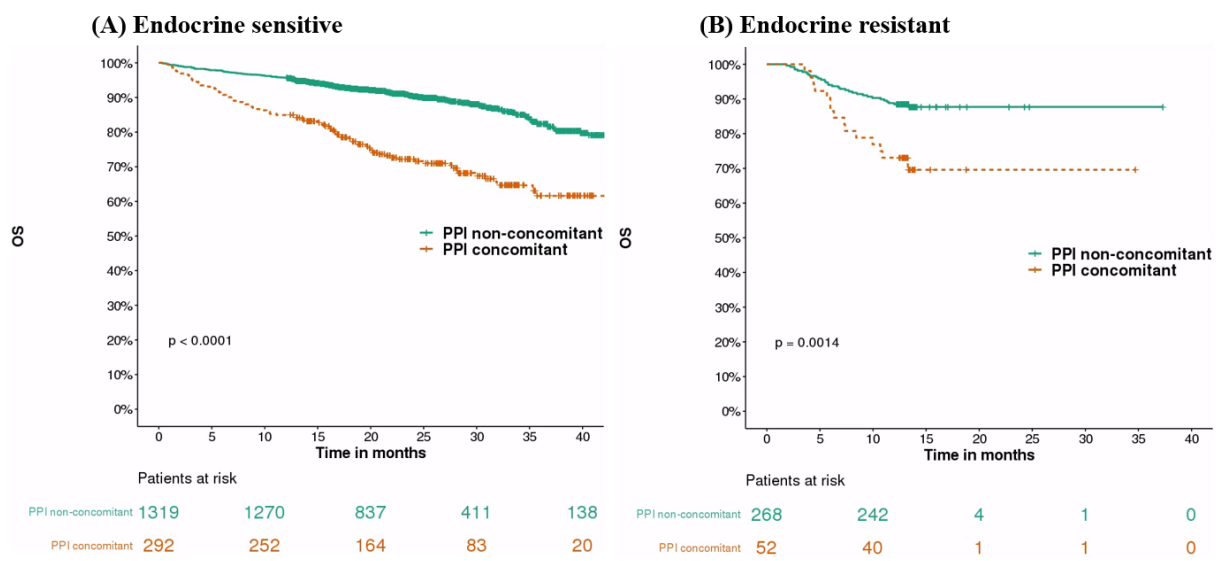 (A) Endocrine sensitive
100%
90%
80%
70%
60%
50%
40%
30%
20%
10%
0%
OS
PPI non-concomitant
PPI concomitant
p < 0.0001
0 5 10 15 20 25 30 35 40
Time in months
Patients at risk
PPI non-concomitant 1319 1270 837 411 138
PPI concomitant 292 252 164 83 20
(B) Endocrine resistant
100%
90%
80%
70%
60%
50%
40%
30%
20%
10%
0%
OS
PPI non-concomitant
PPI concomitant
p = 0.0014
0 5 10 15 20 25 30 35 40
Time in months
Patients at risk
PPI non-concomitant 268 242 4 1 0
PPI concomitant 52 40 1 1 0